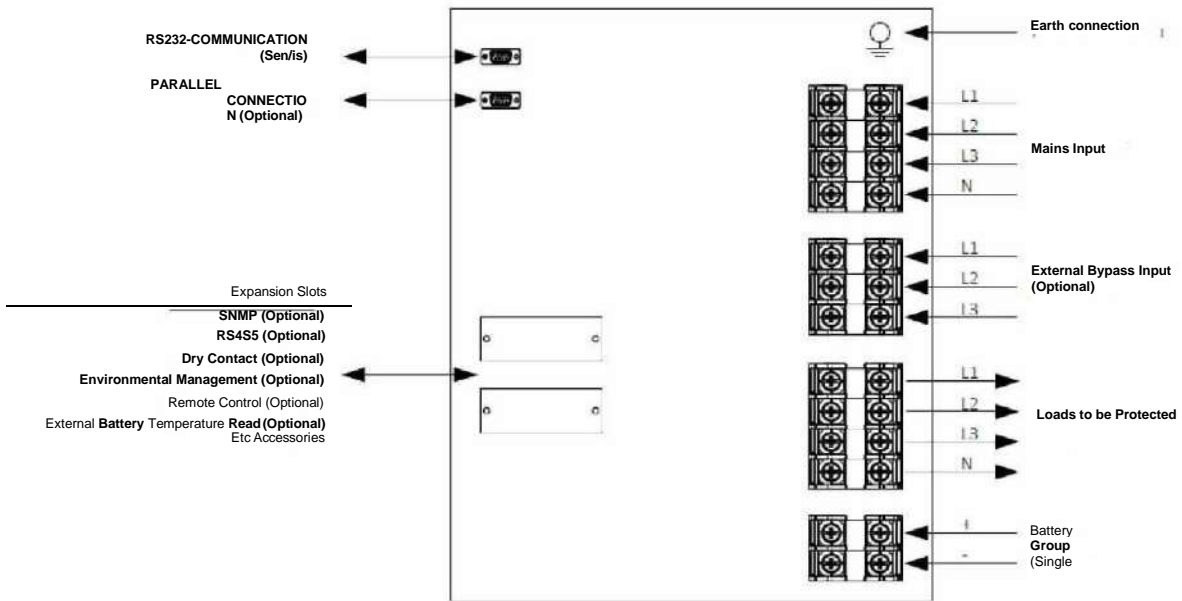 RS232-COMMUNICATION
(Sen/is)
PARALLEL
CONNECTIO
N (Optional)
Expansion Slots
SNMP (Optional)
RS4S5 (Optional)
Dry Contact (Optional)
Environmental Management (Optional)
Remote Control (Optional)
External Battery Temperature Read (Optional)
Etc Accessories
Earth connection
L1
L2
L3
N
Mains Input
L1
L2
L3
External Bypass Input
(Optional)
L1
L2
L3
N
Loads to be Protected
+
-
Battery
Group
(Single